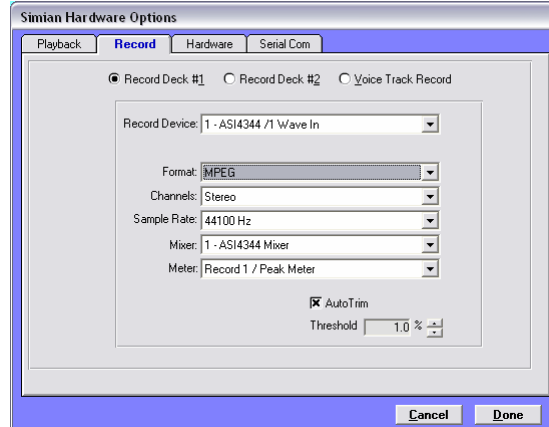 Simian Hardware Options
Playback Record Hardware Serial Com
Record Deck #1 Record Deck #2 Voice Track Record
Record Device: 1 - ASI4344 /1 Wave In
Format: MPEG
Channels: Stereo
Sample Rate: 44100 Hz
Mixer: 1 - ASI4344 Mixer
Meter: Record 1 / Peak Meter
AutoTrim
Threshold 1.0 %
Cancel Done